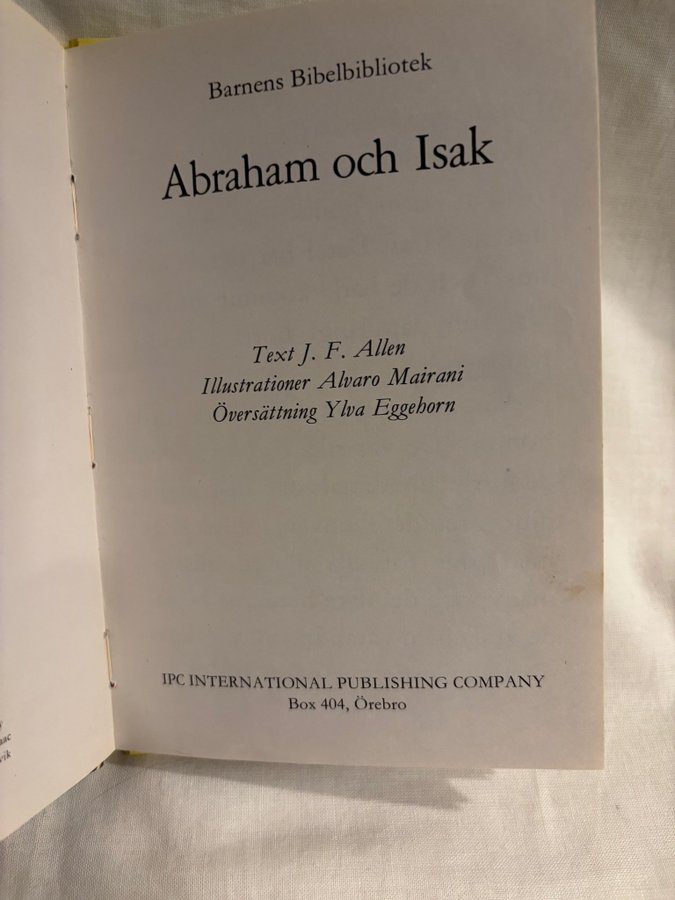 Barnens Bibelbibliotek
Abraham och Isak
Text J. F. Allen
Illustrationer Alvaro Mairani
Översättning Ylva Eggehorn
IPC INTERNATIONAL PUBLISHING COMPANY
Box 404, Örebro